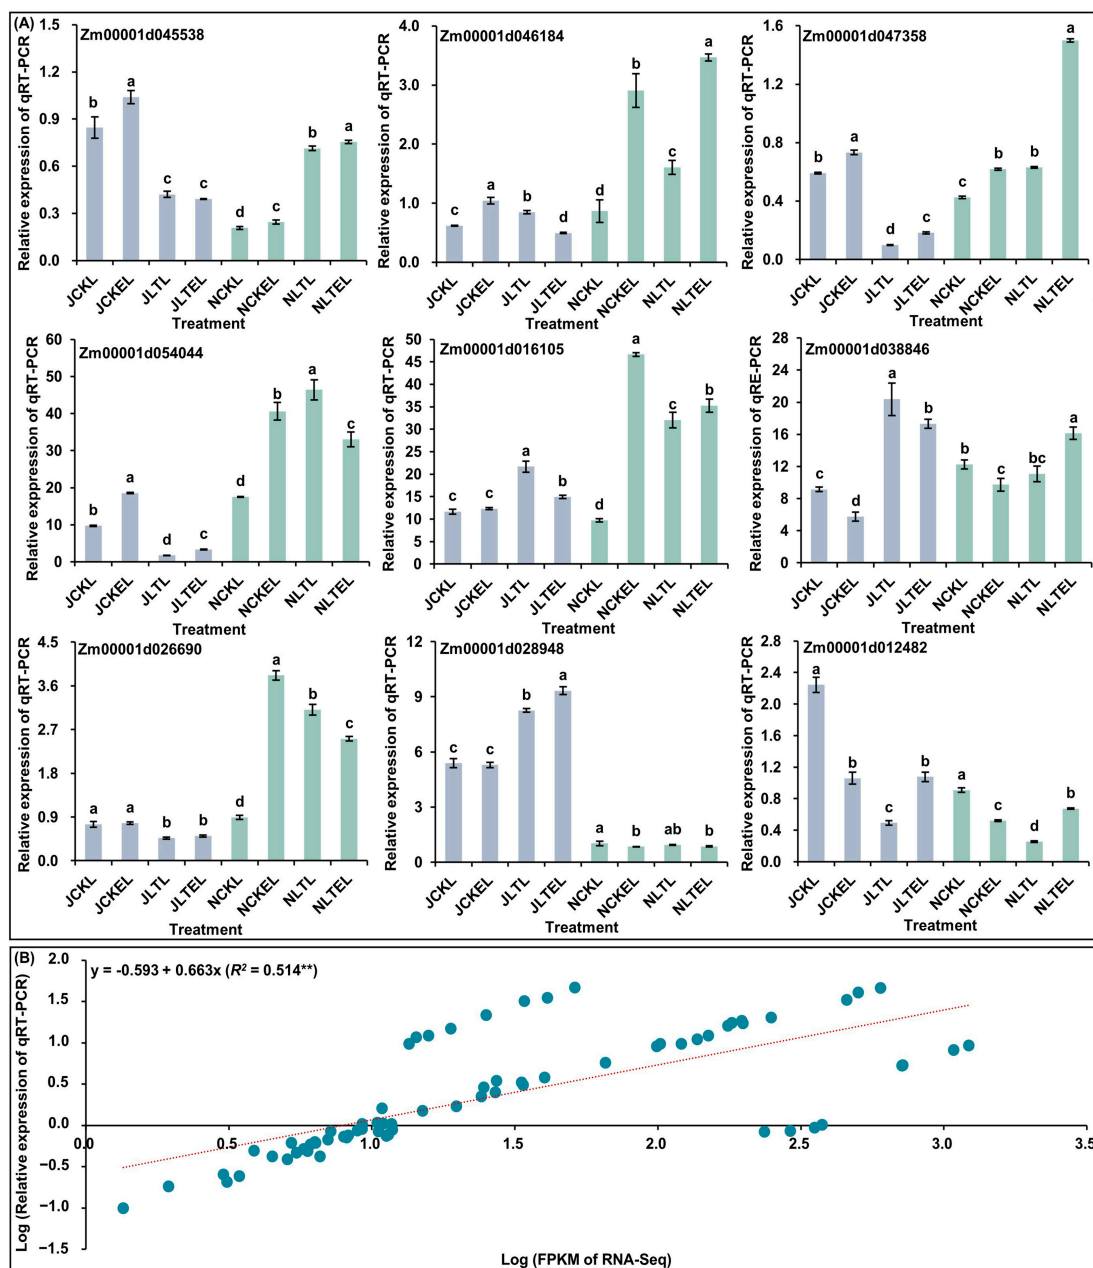 (A)
Zm00001d045538
Relative expression of qRT-PCR
1.5
1.2
0.9
0.6
0.3
0.0
b a c c d c b a
JCKL JCKEL JLTL JLTEL NCKL NCKEL NLTL NLTEL
Treatment
Zm00001d046184
Relative expression of qRT-PCR
4.0
3.0
2.0
1.0
0.0
c a b d d b c a
JCKL JCKEL JLTL JLTEL NCKL NCKEL NLTL NLTEL
Treatment
Zm00001d047358
Relative expression of qRT-PCR
1.6
1.2
0.8
0.4
0.0
b a d c c b b a
JCKL JCKEL JLTL JLTEL NCKL NCKEL NLTL NLTEL
Treatment
Zm00001d054044
Relative expression of qRT-PCR
60
50
40
30
20
10
0
b a d c d b a c
JCKL JCKEL JLTL JLTEL NCKL NCKEL NLTL NLTEL
Treatment
Zm00001d016105
Relative expression of qRT-PCR
50
45
40
35
30
25
20
15
10
5
0
c c a b d a c b
JCKL JCKEL JLTL JLTEL NCKL NCKEL NLTL NLTEL
Treatment
Zm00001d038846
Relative expression of qRE-PCR
28
24
20
16
12
8
4
0
c d a b b c bc a
JCKL JCKEL JLTL JLTEL NCKL NCKEL NLTL NLTEL
Treatment
Zm00001d026690
Relative expression of qRT-PCR
4.5
3.6
2.7
1.8
0.9
0.0
a a b b d a b c
JCKL JCKEL JLTL JLTEL NCKL NCKEL NLTL NLTEL
Treatment
Zm00001d028948
Relative expression of qRT-PCR
12
9
6
3
0
c c b a a b ab b
JCKL JCKEL JLTL JLTEL NCKL NCKEL NLTL NLTEL
Treatment
Zm00001d012482
Relative expression of qRT-PCR
2.8
2.4
2.0
1.6
1.2
0.8
0.4
0.0
a b c b a c d b
JCKL JCKEL JLTL JLTEL NCKL NCKEL NLTL NLTEL
Treatment
(B)
y = -0.593 + 0.663x (R² = 0.514**)
Log (Relative expression of qRT-PCR)
2.0
1.5
1.0
0.5
0.0
−0.5
−1.0
−1.5
0.0 0.5 1.0 1.5 2.0 2.5 3.0 3.5
Log (FPKM of RNA-Seq)